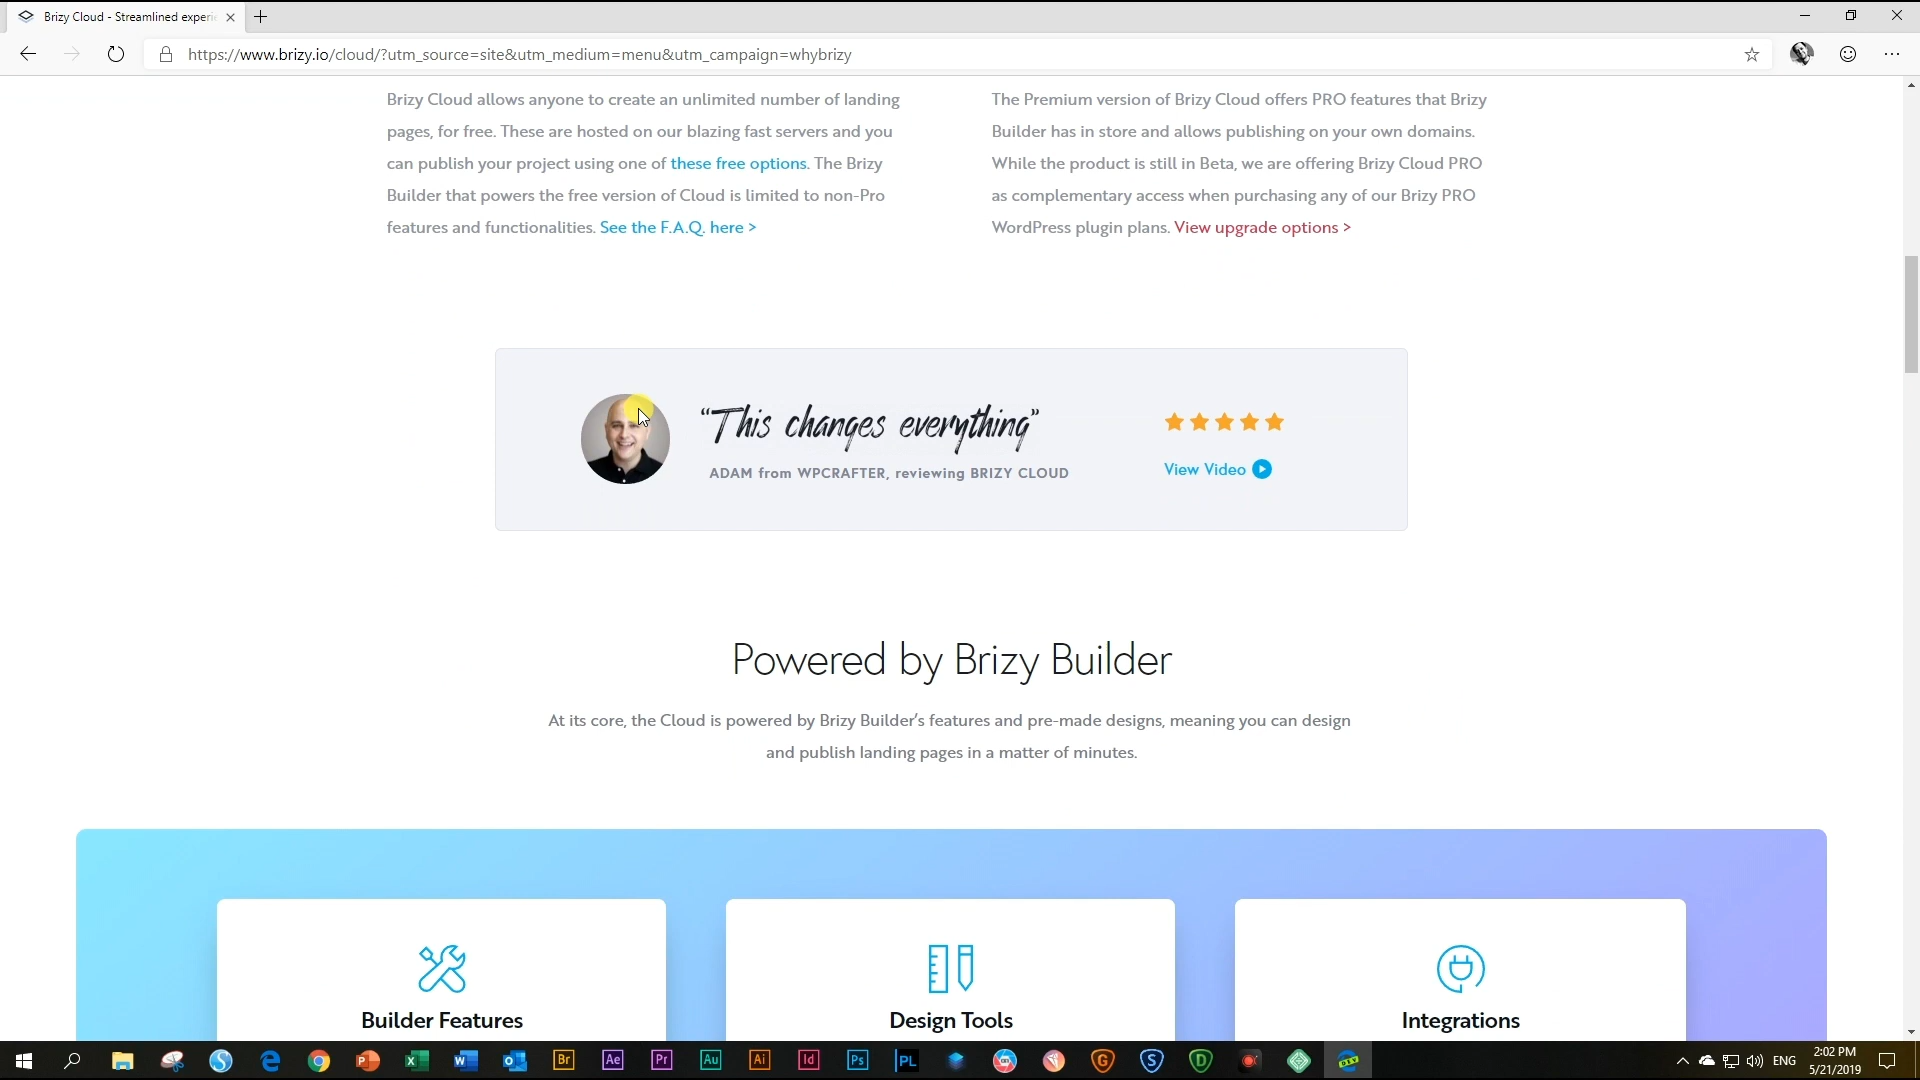 Brizy Cloud - Streamlined experie
https://www.brizy.io/cloud/?utm_source=site&utm_medium=menu&utm_campaign=whybrizy
Brizy Cloud allows anyone to create an unlimited number of landing
pages, for free. These are hosted on our blazing fast servers and you
can publish your project using one of these free options. The Brizy
Builder that powers the free version of Cloud is limited to non-Pro
features and functionalities. See the F.A.Q. here >
The Premium version of Brizy Cloud offers PRO features that Brizy
Builder has in store and allows publishing on your own domains.
While the product is still in Beta, we are offering Brizy Cloud PRO
as complementary access when purchasing any of our Brizy PRO
WordPress plugin plans. View upgrade options >
“This changes everything”
ADAM from WPCRAFTER, reviewing BRIZY CLOUD
View Video
Powered by Brizy Builder
At its core, the Cloud is powered by Brizy Builder’s features and pre-made designs, meaning you can design
and publish landing pages in a matter of minutes.
Builder Features
Design Tools
Integrations
Br
Ae
Pr
Au
Ai
Id
Ps
PL
G
S
D
ENG
2:02 PM
5/21/2019